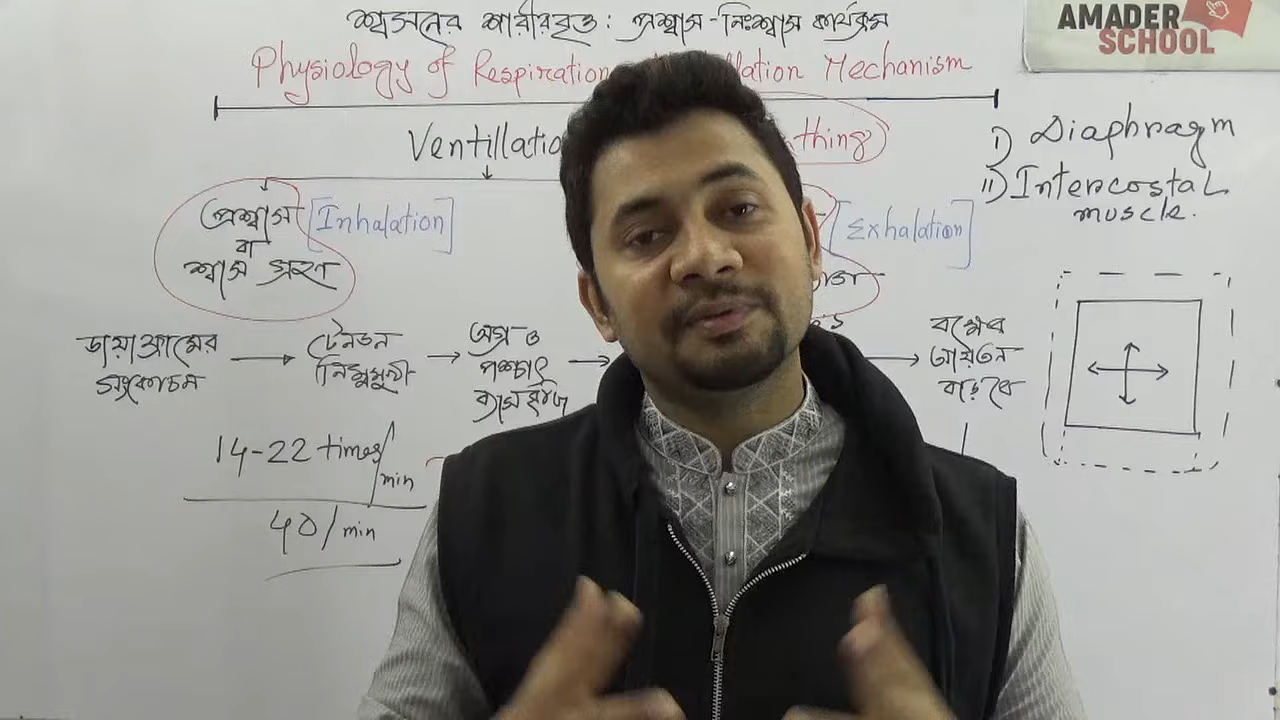 শ্বসনের শারীরবৃত্ত : প্রশ্বাস-নিঃশ্বাস কার্যক্রম
AMADER
SCHOOL
Physiology of Respiration
llation Mechanism
Ventillatio
thing
i) Diaphragm
ii) Intercostal
muscle.
প্রশ্বাস [Inhalation]
বা
শ্বাস গ্রহণ
[Exhalation]
ডায়াফ্রামের
সংকোচন
টেনডন
নিম্নমুখী
অগ্র ও
পশ্চাৎ
ব্যাস বৃদ্ধি
বক্ষের
আয়তন
বাড়বে
14-22 times/
min
40/min